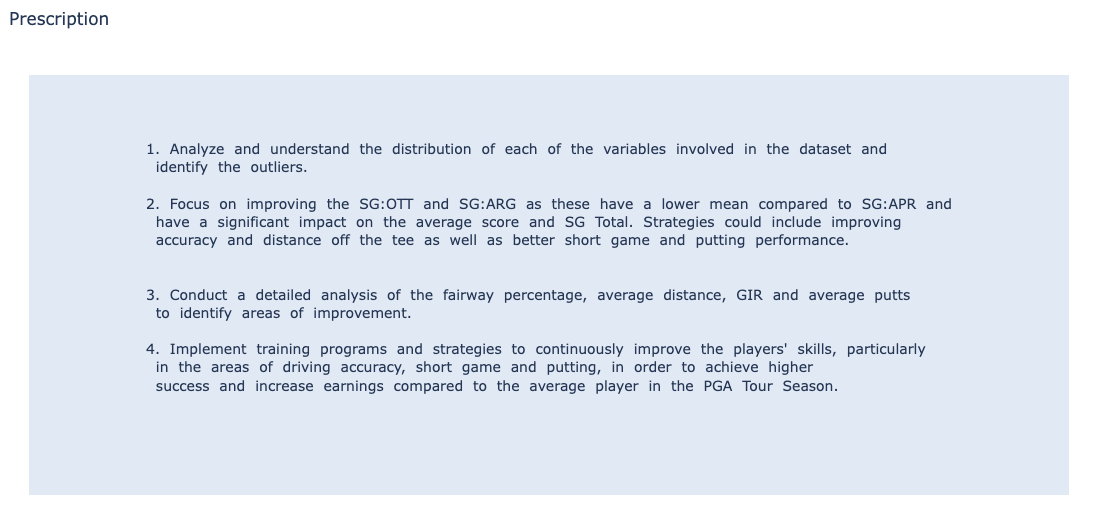 Prescription
1. Analyze and understand the distribution of each of the variables involved in the dataset and
identify the outliers.
2. Focus on improving the SG:OTT and SG:ARG as these have a lower mean compared to SG:APR and
have a significant impact on the average score and SG Total. Strategies could include improving
accuracy and distance off the tee as well as better short game and putting performance.
3. Conduct a detailed analysis of the fairway percentage, average distance, GIR and average putts
to identify areas of improvement.
4. Implement training programs and strategies to continuously improve the players' skills, particularly
in the areas of driving accuracy, short game and putting, in order to achieve higher
success and increase earnings compared to the average player in the PGA Tour Season.